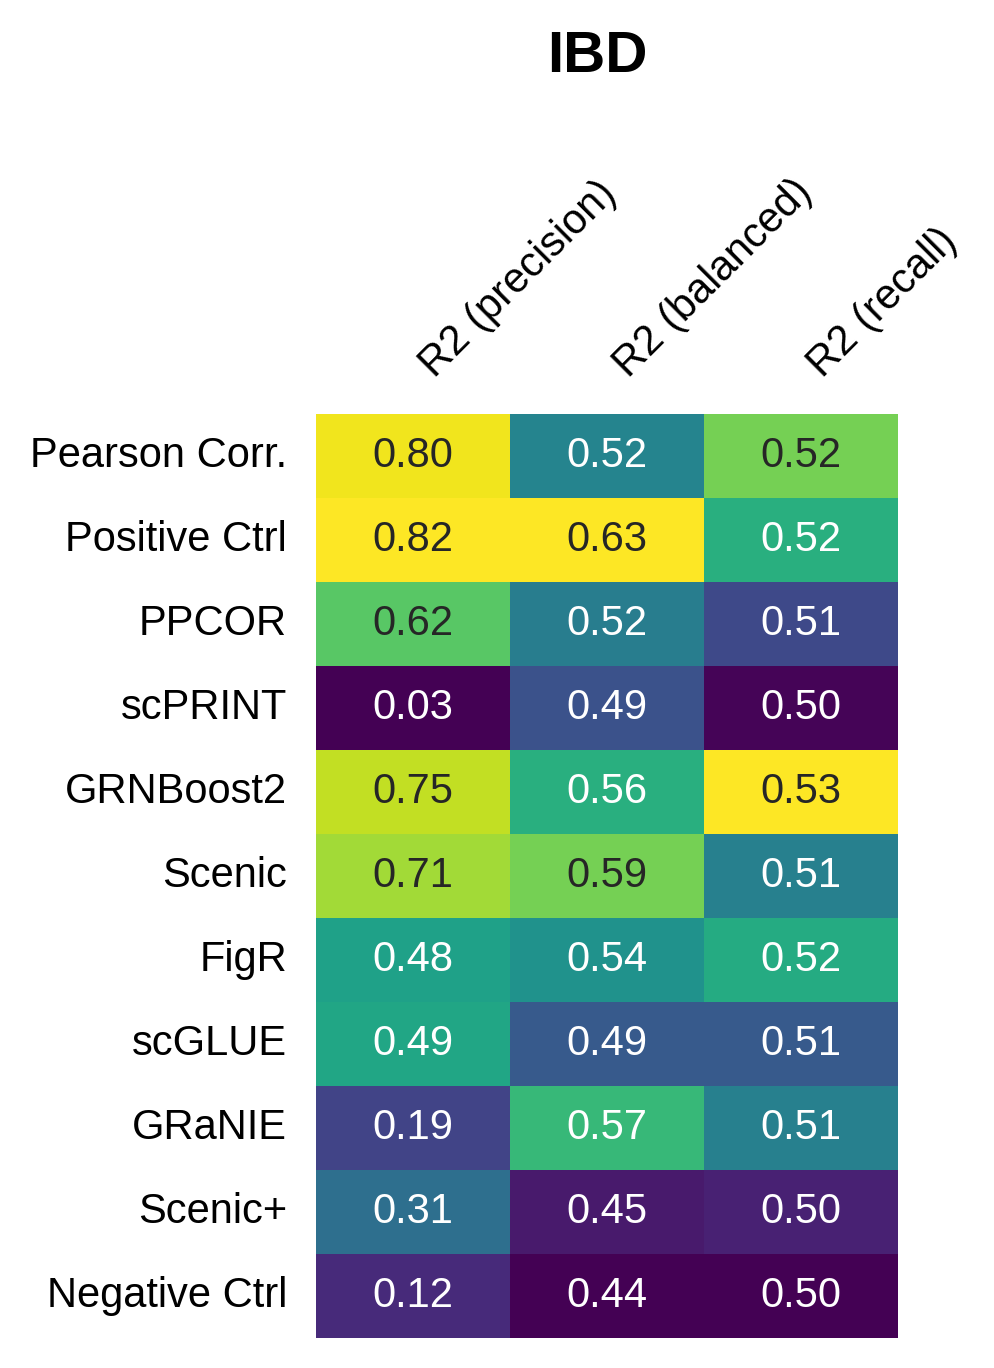 IBD
R2 (precision) R2 (balanced) R2 (recall)
Pearson Corr. 0.80 0.52 0.52
Positive Ctrl 0.82 0.63 0.52
PPCOR 0.62 0.52 0.51
scPRINT 0.03 0.49 0.50
GRNBoost2 0.75 0.56 0.53
Scenic 0.71 0.59 0.51
FigR 0.48 0.54 0.52
scGLUE 0.49 0.49 0.51
GRaNIE 0.19 0.57 0.51
Scenic+ 0.31 0.45 0.50
Negative Ctrl 0.12 0.44 0.50